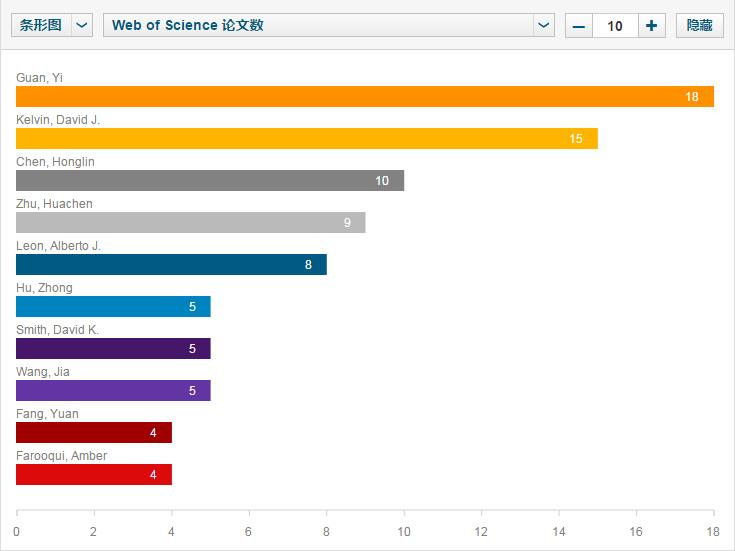 条形图 Web of Science 论文数 − 10 + 隐藏
Guan, Yi
18
Kelvin, David J.
15
Chen, Honglin
10
Zhu, Huachen
9
Leon, Alberto J.
8
Hu, Zhong
5
Smith, David K.
5
Wang, Jia
5
Fang, Yuan
4
Farooqui, Amber
4
0 2 4 6 8 10 12 14 16 18